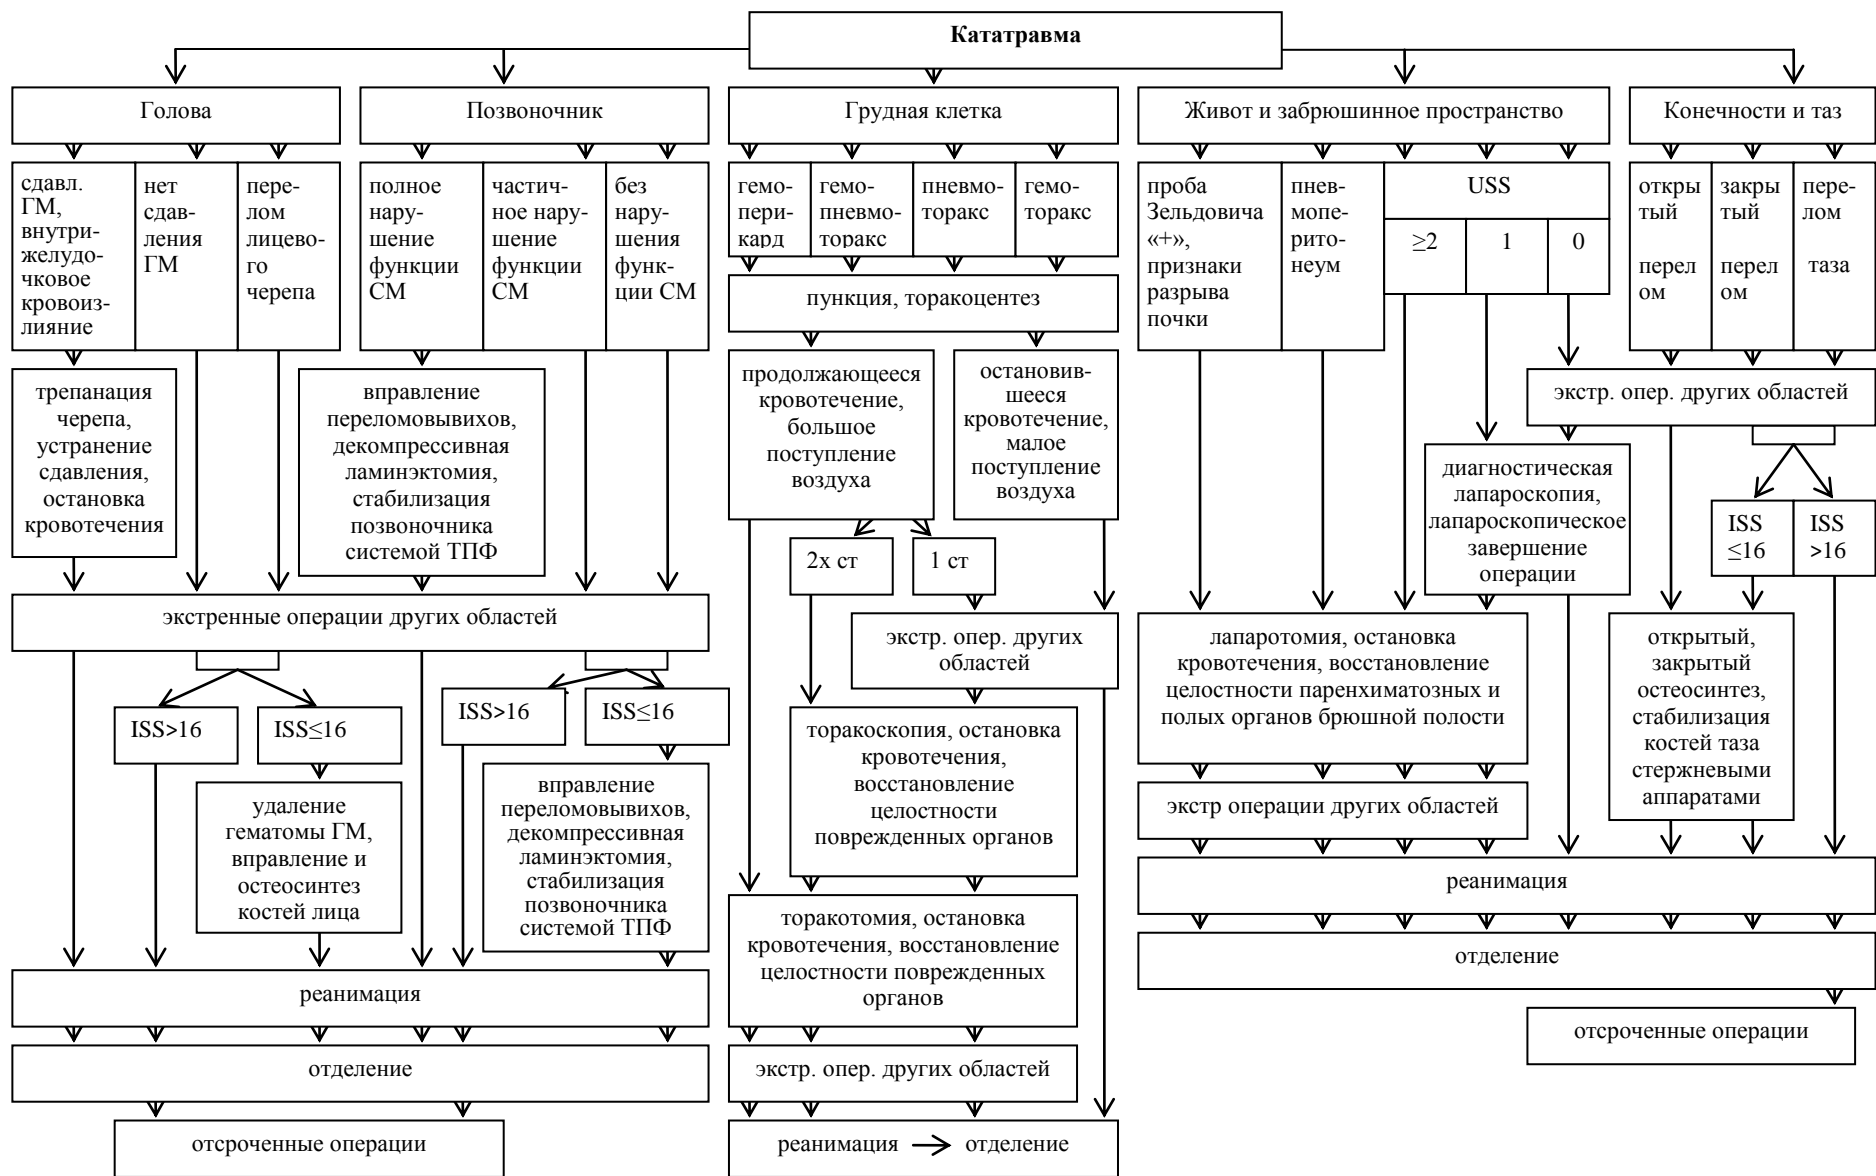 Кататравма
Голова
Позвоночник
Грудная клетка
Живот и забрюшинное пространство
Конечности и таз
сдавл.
ГМ,
внутри-
желудо-
чковое
кровоиз-
лияние
нет
сдав-
ления
ГМ
пере-
лом
лицево-
го
черепа
полное
нару-
шение
функции
СМ
частич-
ное нару-
шение
функции
СМ
без
нару-
шения
функ-
ции СМ
гемо-
пери-
кард
гемо-
пневмо-
торакс
пневмо-
торакс
гемо-
торакс
проба
Зельдовича
«+»,
признаки
разрыва
почки
пнев-
мопе-
рито-
неум
USS
≥2
1
0
откры
тый
перел
ом
закры
тый
перел
ом
пере-
лом
таза
пункция, торакоцентез
трепанация
черепа,
устранение
сдавления,
остановка
кровотечения
вправление
переломовывихов,
декомпрессивная
ламинэктомия,
стабилизация
позвоночника
системой ТПФ
продолжающееся
кровотечение,
большое
поступление
воздуха
остановив-
шееся
кровотечение,
малое
поступление
воздуха
экстр. опер. других областей
диагностическая
лапароскопия,
лапароскопическое
завершение
операции
ISS
≤16
ISS
>16
2х ст
1 ст
экстренные операции других областей
экстр. опер. других
областей
лапаротомия, остановка
кровотечения, восстановление
целостности паренхиматозных и
полых органов брюшной полости
открытый,
закрытый
остеосинтез,
стабилизация
костей таза
стержневыми
аппаратами
ISS>16
ISS≤16
ISS>16
ISS≤16
торакоскопия, остановка
кровотечения,
восстановление
целостности
поврежденных органов
удаление
гематомы ГМ,
вправление и
остеосинтез
костей лица
вправление
переломовывихов,
декомпрессивная
ламинэктомия,
стабилизация
позвоночника
системой ТПФ
экстр операции других областей
реанимация
торакотомия, остановка
кровотечения, восстановление
целостности поврежденных
органов
отделение
реанимация
отсроченные операции
отделение
экстр. опер. других областей
отсроченные операции
реанимация → отделение